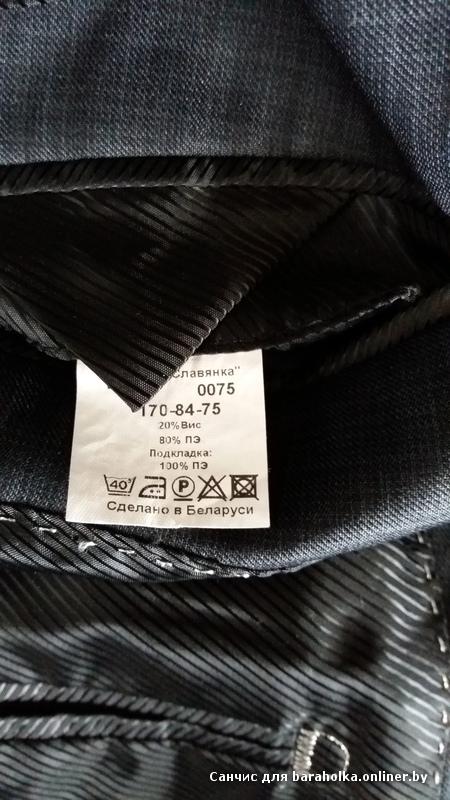 Славянка"
0075
170-84-75
20%Вис
80% ПЭ
Подкладка:
100% ПЭ
40°
P
Сделано в Беларуси
Санчис для baraholka.onliner.by